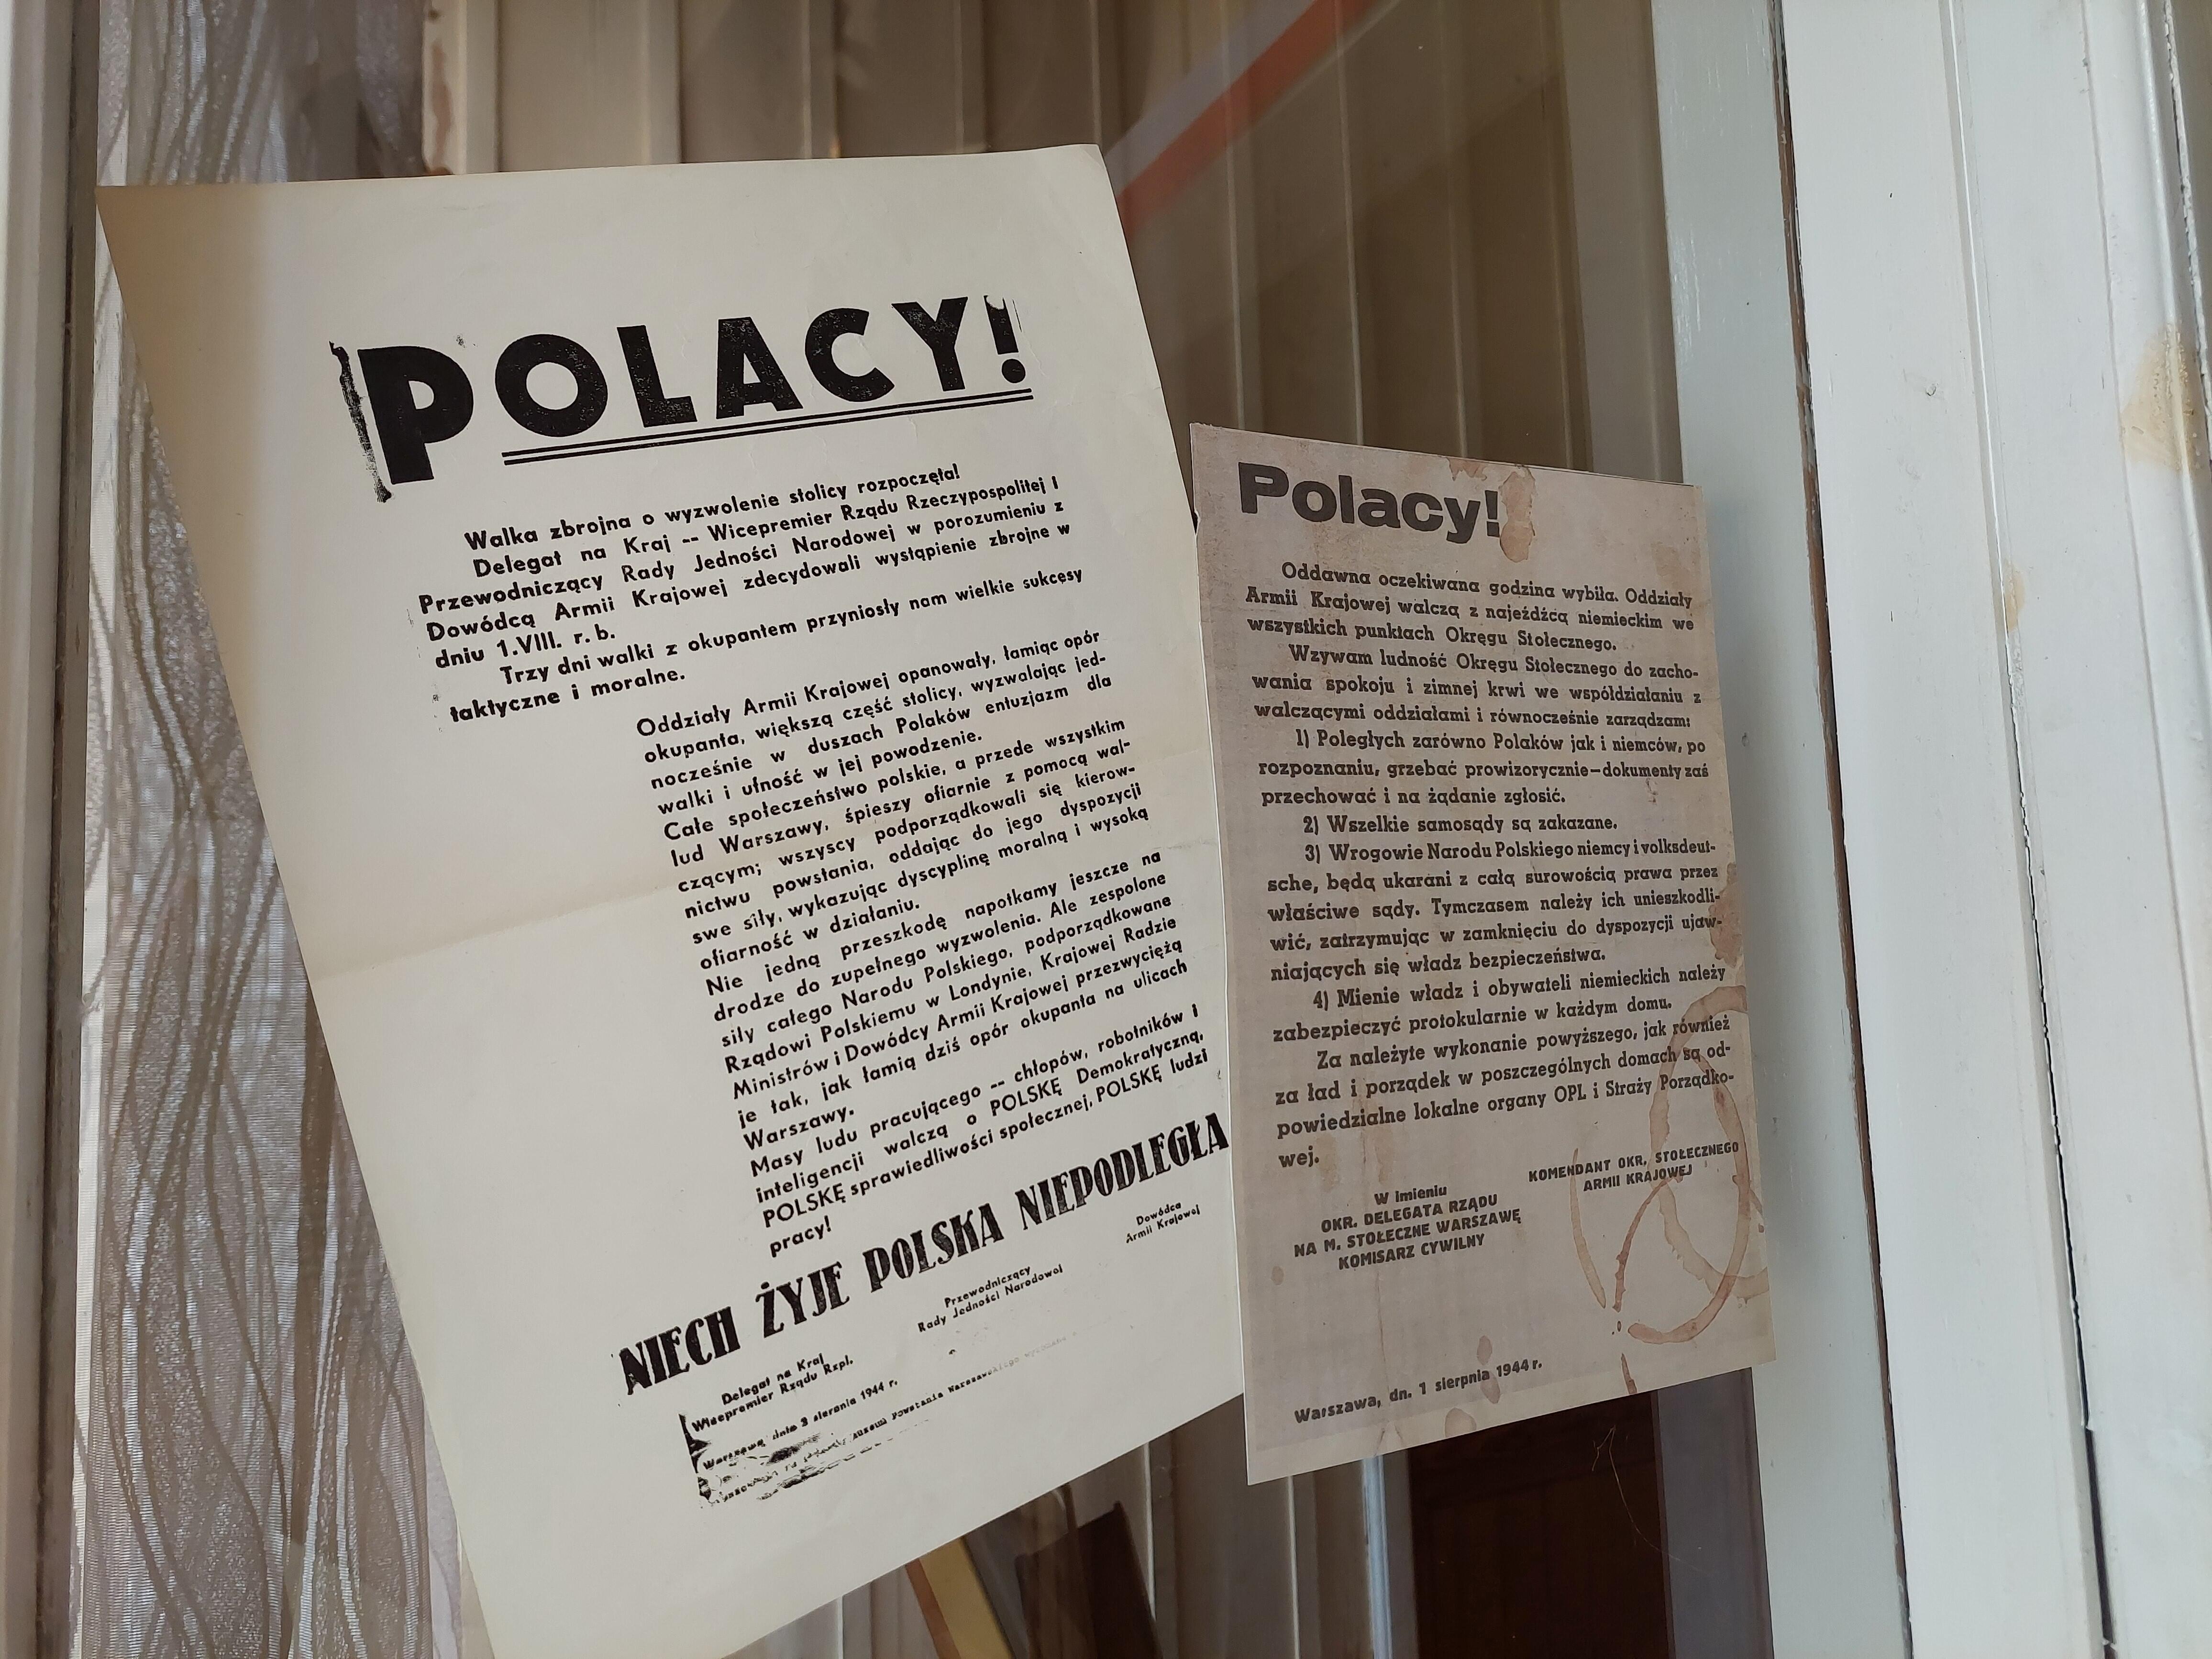 POLACY!
Walka zbrojna o wyzwolenie stolicy rozpoczęta!
Delegat na Kraj -- Wicepremier Rządu Rzeczypospolitej I
Przewodniczący Rady Jedności Narodowej w porozumieniu z
Dowódcą Armii Krajowej zdecydowali wystąpienie zbrojne w
dniu 1.VIII. r. b.
Trzy dni walki z okupantem przyniosły nam wielkie sukcesy
taktyczne i moralne.
Oddziały Armii Krajowej opanowały, łamiąc opór
okupanta, większą część stolicy, wyzwalając jed-
nocześnie w duszach Polaków entuzjazm dla
walki i ufność w jej powodzenie.
Całe społeczeństwo polskie, a przede wszystkim
lud Warszawy, śpieszy ofiarnie z pomocą wal-
czącym; wszyscy podporządkowali się kierow-
nictwu powstania, oddając do jego dyspozycji
swe siły, wykazując dyscyplinę moralną i wysoką
ofiarność w działaniu.
Nie jedną przeszkodę napotkamy jeszcze na
drodze do zupełnego wyzwolenia. Ale zespolone
siły całego Narodu Polskiego, podporządkowane
Rządowi Polskiemu w Londynie, Krajowej Radzie
Ministrów i Dowódcy Armii Krajowej przezwyciężą
je tak, jak łamią dziś opór okupanta na ulicach
Warszawy.
Masy ludu pracującego -- chłopów, robotników I
inteligencji walczą o POLSKĘ Demokratyczną,
POLSKĘ sprawiedliwości społecznej, POLSKĘ ludzi
pracy!
NIECH ŻYJE POLSKA NIEPODLEGŁA
Delegat na Kraj
Wicepremier Rządu Rzpl.
Przewodniczący
Rady Jedności Narodowej
Dowódca
Armii Krajowej
Warszawa, dnia 3 sierpnia 1944 r.
Muzeum Powstania Warszawskiego
Polacy!
Oddawna oczekiwana godzina wybiła. Oddziały
Armii Krajowej walczą z najeźdźcą niemieckim we
wszystkich punktach Okręgu Stołecznego.
Wzywam ludność Okręgu Stołecznego do zacho-
wania spokoju i zimnej krwi we współdziałaniu z
walczącymi oddziałami i równocześnie zarządzam:
1) Poległych zarówno Polaków jak i niemców, po
rozpoznaniu, grzebać prowizorycznie–dokumenty zaś
przechować i na żądanie zgłosić.
2) Wszelkie samosądy są zakazane.
3) Wrogowie Narodu Polskiego niemcy i volksdeut-
sche, będą ukarani z całą surowością prawa przez
właściwe sądy. Tymczasem należy ich unieszkodli-
wić, zatrzymując w zamknięciu do dyspozycji ujaw-
niających się władz bezpieczeństwa.
4) Mienie władz i obywateli niemieckich należy
zabezpieczyć protokularnie w każdym domu.
Za należyte wykonanie powyższego, jak również
za ład i porządek w poszczególnych domach są od-
powiedzialne lokalne organy OPL i Straży Porządko-
wej.
W imieniu
OKR. DELEGATA RZĄDU
NA M. STOŁECZNE WARSZAWĘ
KOMISARZ CYWILNY
KOMENDANT OKR. STOŁECZNEGO
ARMII KRAJOWEJ
Warszawa, dn. 1 sierpnia 1944 r.